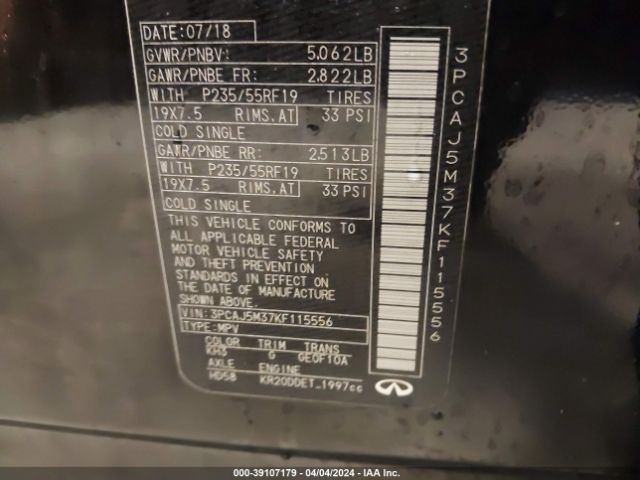 DATE: 07/18
GVWR/PNBV: 5.062LB
GAWR/PNBE FR: 2.822LB
WITH P235/55RF19 TIRES
19X7.5 RIMS,AT 33 PSI
COLD SINGLE
GAWR/PNBE RR: 2.513LB
WITH P235/55RF19 TIRES
19X7.5 RIMS,AT 33 PSI
COLD SINGLE
THIS VEHICLE CONFORMS TO
ALL APPLICABLE FEDERAL
MOTOR VEHICLE SAFETY
AND THEFT PREVENTION
STANDARDS IN EFFECT ON
THE DATE OF MANUFACTURE
SHOWN ABOVE.
VIN: 3PCAJ5M37KF115556
TYPE: MPV
COLOR TRIM TRANS
KH3 G GE0F10A
AXLE ENGINE
HD58 KR20DDET_1997cc
3PCAJ5M37KF115556
000-39107179 - 04/04/2024 - IAA Inc.